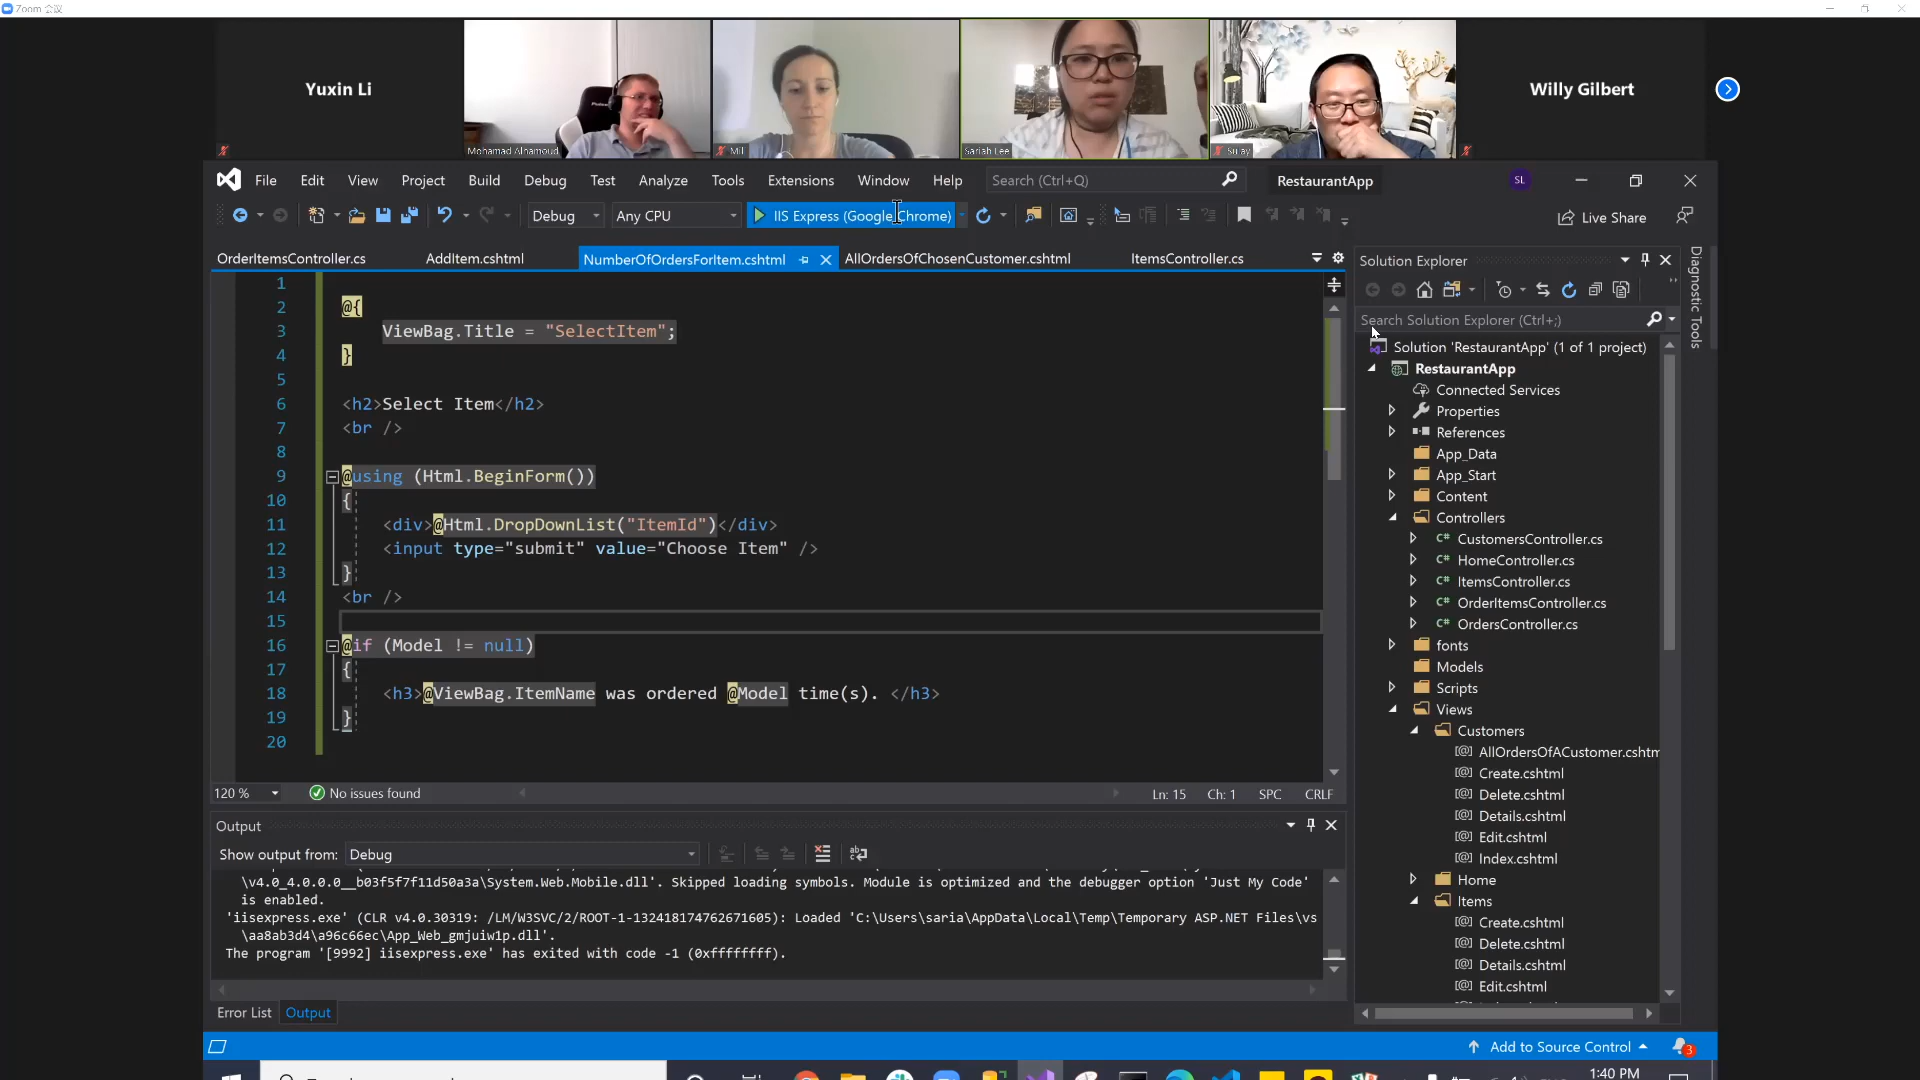 Zoom 会议
Yuxin Li
Mohamad Alhamoud
Mil
Sariah Lee
Su.ay
Willy Gilbert
File Edit View Project Build Debug Test Analyze Tools Extensions Window Help Search (Ctrl+Q) RestaurantApp SL
Debug Any CPU IIS Express (Google Chrome) Live Share
OrderItemsController.cs AddItem.cshtml NumberOfOrdersForItem.cshtml AllOrdersOfChosenCustomer.cshtml ItemsController.cs
1
2 @{
3 ViewBag.Title = "SelectItem";
4 }
5
6 <h2>Select Item</h2>
7 <br />
8
9 @using (Html.BeginForm())
10 {
11 <div>@Html.DropDownList("ItemId")</div>
12 <input type="submit" value="Choose Item" />
13 }
14 <br />
15
16 @if (Model != null)
17 {
18 <h3>@ViewBag.ItemName was ordered @Model time(s). </h3>
19 }
20
120 % No issues found Ln: 15 Ch: 1 SPC CRLF
Output
Show output from: Debug
\v4.0_4.0.0.0__b03f5f7f11d50a3a\System.Web.Mobile.dll'. Skipped loading symbols. Module is optimized and the debugger option 'Just My Code'
is enabled.
'iisexpress.exe' (CLR v4.0.30319: /LM/W3SVC/2/ROOT-1-132418174762671605): Loaded 'C:\Users\saria\AppData\Local\Temp\Temporary ASP.NET Files\vs
\aa8ab3d4\a96c66ec\App_Web_gmjuiw1p.dll'.
The program '[9992] iisexpress.exe' has exited with code -1 (0xffffffff).
Error List Output
Solution Explorer
Search Solution Explorer (Ctrl+;)
Solution 'RestaurantApp' (1 of 1 project)
RestaurantApp
Connected Services
Properties
References
App_Data
App_Start
Content
Controllers
C# CustomersController.cs
C# HomeController.cs
C# ItemsController.cs
C# OrderItemsController.cs
C# OrdersController.cs
fonts
Models
Scripts
Views
Customers
AllOrdersOfACustomer.cshtm
Create.cshtml
Delete.cshtml
Details.cshtml
Edit.cshtml
Index.cshtml
Home
Items
Create.cshtml
Delete.cshtml
Details.cshtml
Edit.cshtml
Diagnostic Tools
Add to Source Control 3
1:40 PM